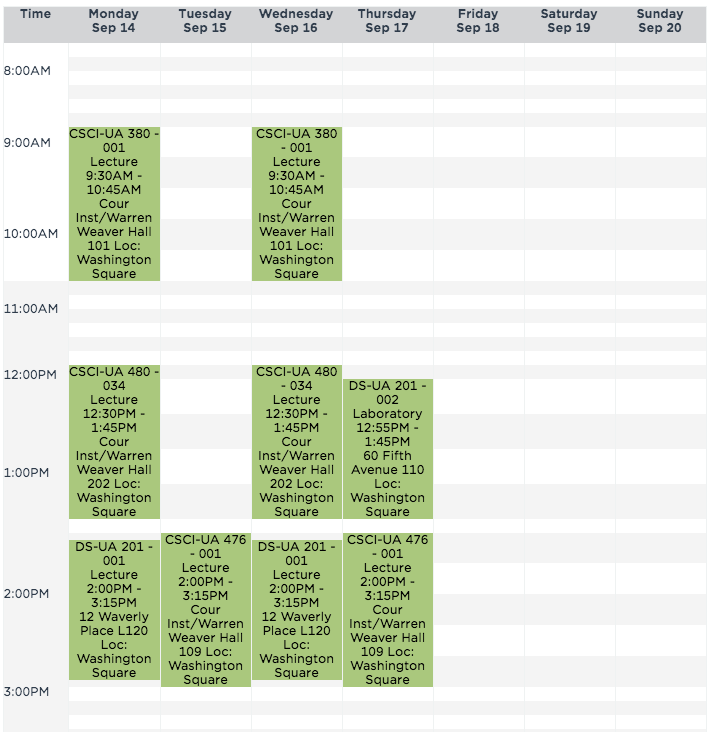 Time Monday Tuesday Wednesday Thursday Friday Saturday Sunday
Sep 14 Sep 15 Sep 16 Sep 17 Sep 18 Sep 19 Sep 20
8:00AM
9:00AM
10:00AM
11:00AM
12:00PM
1:00PM
2:00PM
3:00PM
CSCI-UA 380 -
001
Lecture
9:30AM -
10:45AM
Cour
Inst/Warren
Weaver Hall
101 Loc:
Washington
Square
CSCI-UA 480 -
034
Lecture
12:30PM -
1:45PM
Cour
Inst/Warren
Weaver Hall
202 Loc:
Washington
Square
DS-UA 201 -
001
Lecture
2:00PM -
3:15PM
12 Waverly
Place L120
Loc:
Washington
Square
CSCI-UA 476
- 001
Lecture
2:00PM -
3:15PM
Cour
Inst/Warren
Weaver Hall
109 Loc:
Washington
Square
CSCI-UA 380
- 001
Lecture
9:30AM -
10:45AM
Cour
Inst/Warren
Weaver Hall
101 Loc:
Washington
Square
CSCI-UA 480
- 034
Lecture
12:30PM -
1:45PM
Cour
Inst/Warren
Weaver Hall
202 Loc:
Washington
Square
DS-UA 201 -
001
Lecture
2:00PM -
3:15PM
12 Waverly
Place L120
Loc:
Washington
Square
DS-UA 201 -
002
Laboratory
12:55PM -
1:45PM
60 Fifth
Avenue 110
Loc:
Washington
Square
CSCI-UA 476
- 001
Lecture
2:00PM -
3:15PM
Cour
Inst/Warren
Weaver Hall
109 Loc:
Washington
Square